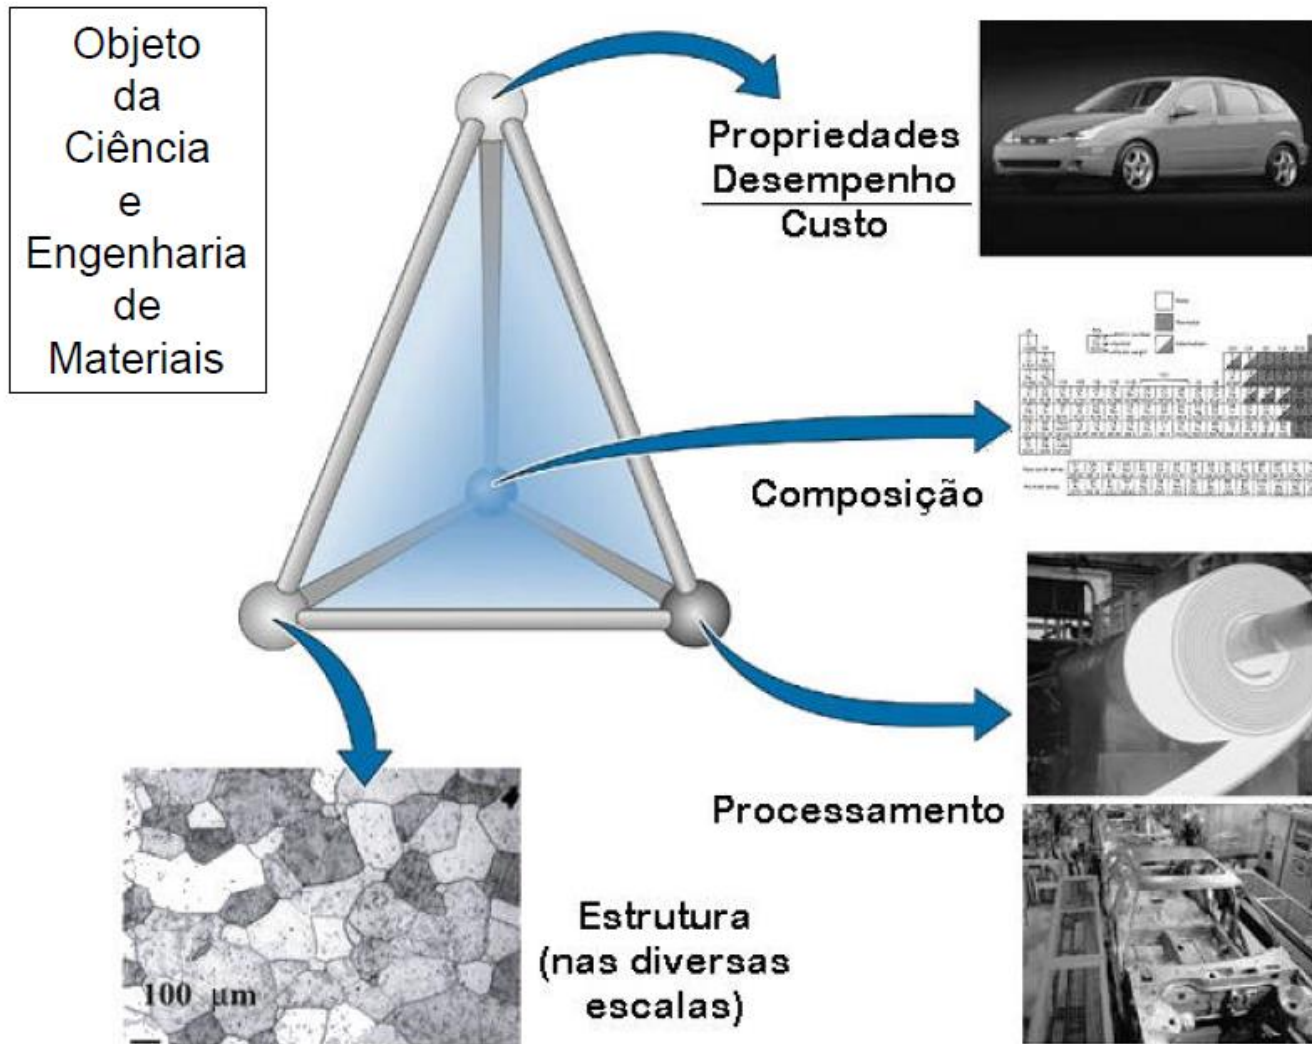 Objeto
da
Ciência
e
Engenharia
de
Materiais
Propriedades
Desempenho
Custo
Composição
Processamento
Estrutura
(nas diversas
escalas)
100 µm